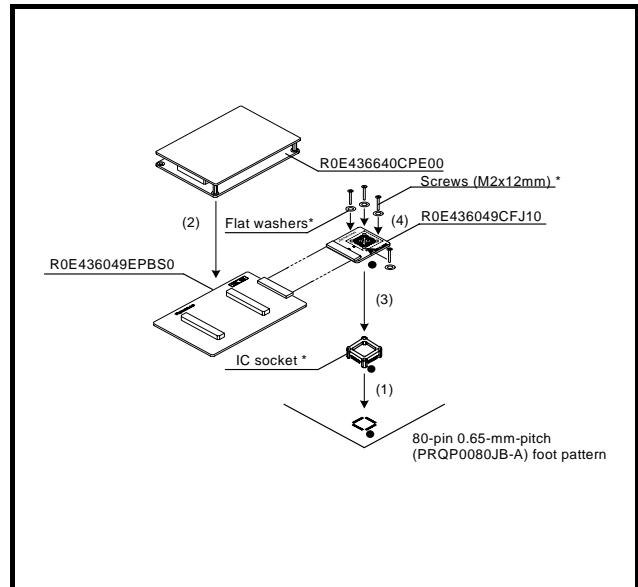 R0E436640CPE00
Screws (M2x12mm) *
(2)
Flat washers*
(4)
R0E436049CFJ10
R0E436049EPBS0
(3)
IC socket *
(1)
80-pin 0.65-mm-pitch
(PRQP0080JB-A) foot pattern